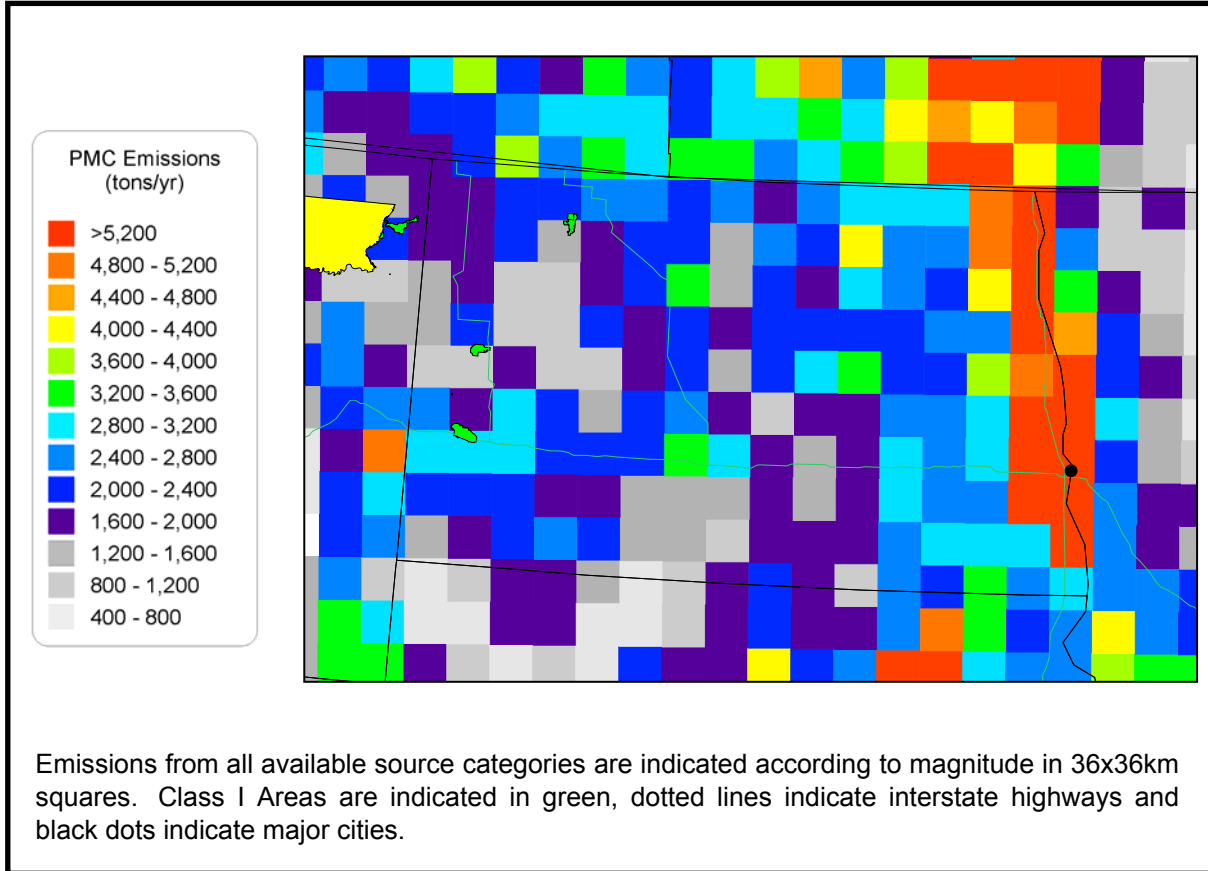 PMC Emissions
(tons/yr)
>5,200
4,800 - 5,200
4,400 - 4,800
4,000 - 4,400
3,600 - 4,000
3,200 - 3,600
2,800 - 3,200
2,400 - 2,800
2,000 - 2,400
1,600 - 2,000
1,200 - 1,600
800 - 1,200
400 - 800
Emissions from all available source categories are indicated according to magnitude in 36x36km
squares. Class I Areas are indicated in green, dotted lines indicate interstate highways and
black dots indicate major cities.